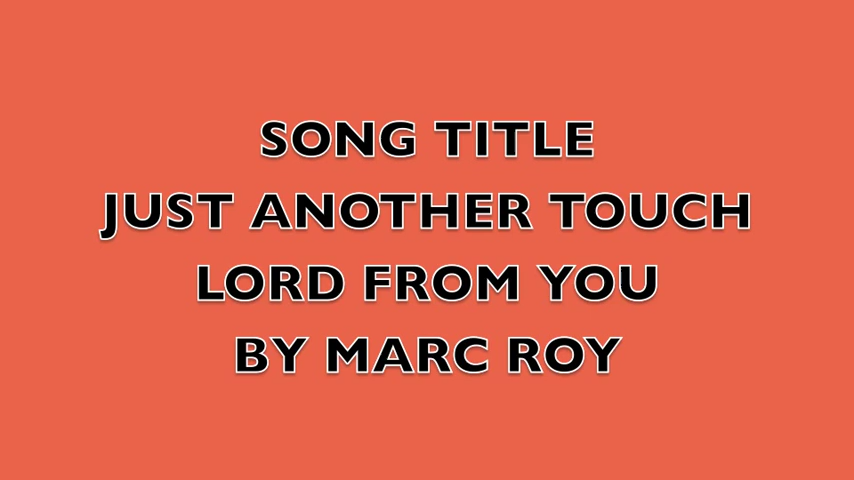 SONG TITLE
JUST ANOTHER TOUCH
LORD FROM YOU
BY MARC ROY